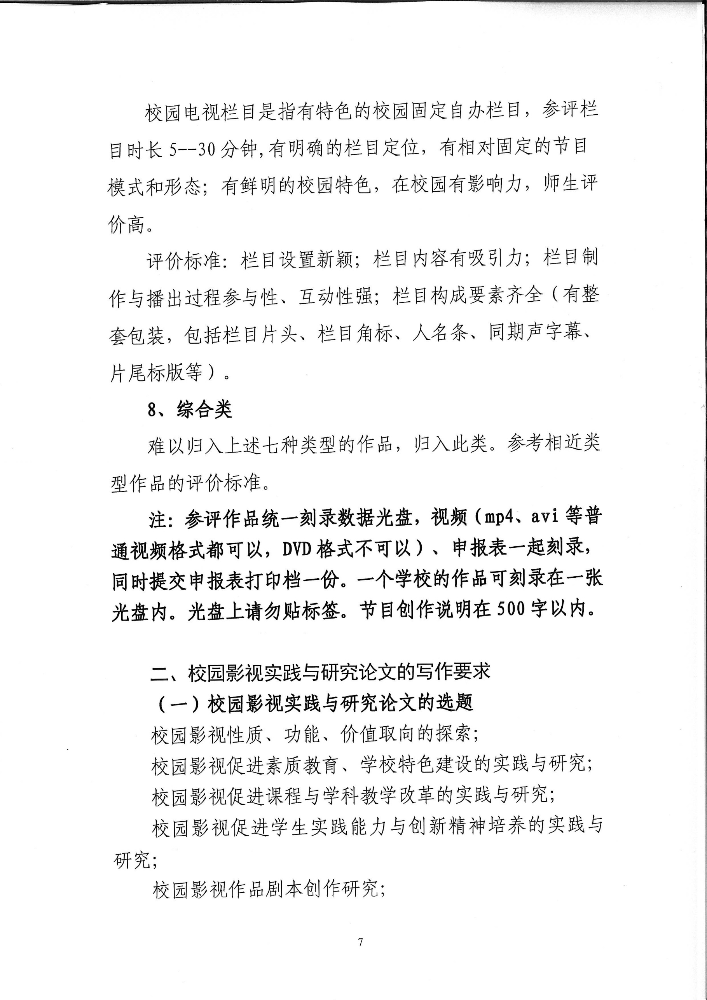 校园电视栏目是指有特色的校园固定自办栏目，参评栏
目时长 5--30 分钟,有明确的栏目定位，有相对固定的节目
模式和形态；有鲜明的校园特色，在校园有影响力，师生评
价高。
评价标准：栏目设置新颖；栏目内容有吸引力；栏目制
作与播出过程参与性、互动性强；栏目构成要素齐全（有整
套包装，包括栏目片头、栏目角标、人名条、同期声字幕、
片尾标版等）。
8、综合类
难以归入上述七种类型的作品，归入此类。参考相近类
型作品的评价标准。
注：参评作品统一刻录数据光盘，视频（mp4、avi 等普
通视频格式都可以，DVD 格式不可以）、申报表一起刻录，
同时提交申报表打印档一份。一个学校的作品可刻录在一张
光盘内。光盘上请勿贴标签。节目创作说明在 500 字以内。
二、校园影视实践与研究论文的写作要求
（一）校园影视实践与研究论文的选题
校园影视性质、功能、价值取向的探索；
校园影视促进素质教育、学校特色建设的实践与研究；
校园影视促进课程与学科教学改革的实践与研究；
校园影视促进学生实践能力与创新精神培养的实践与
研究；
校园影视作品剧本创作研究；
7